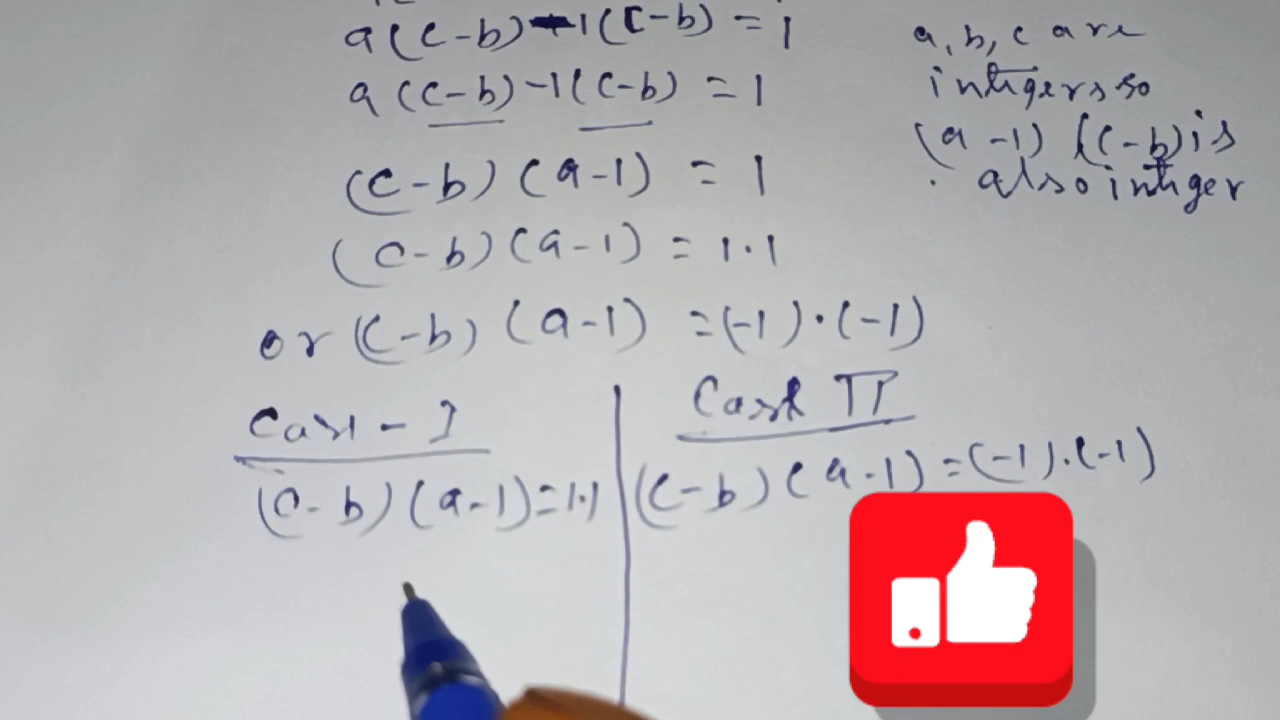 a(c-b)-1(c-b) = 1
a(c-b)-1(c-b) = 1
(c-b)(a-1) = 1
(c-b)(a-1) = 1.1
or (c-b)(a-1) = (-1).(-1)
a, b, c are
integers so
(a-1)(c-b) is
also integer
Case - I
(c-b)(a-1)=1.1
Case II
(c-b)(a-1)=(-1).(-1)